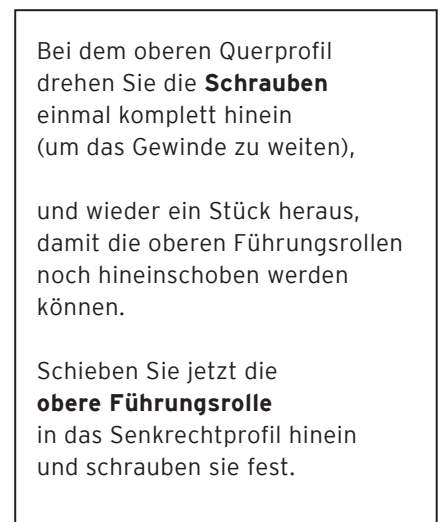 Bei dem oberen Querprofil
drehen Sie die Schrauben
einmal komplett hinein
(um das Gewinde zu weiten),
und wieder ein Stück heraus,
damit die oberen Führungsrollen
noch hineinschoben werden
können.
Schieben Sie jetzt die
obere Führungsrolle
in das Senkrechtprofil hinein
und schrauben sie fest.